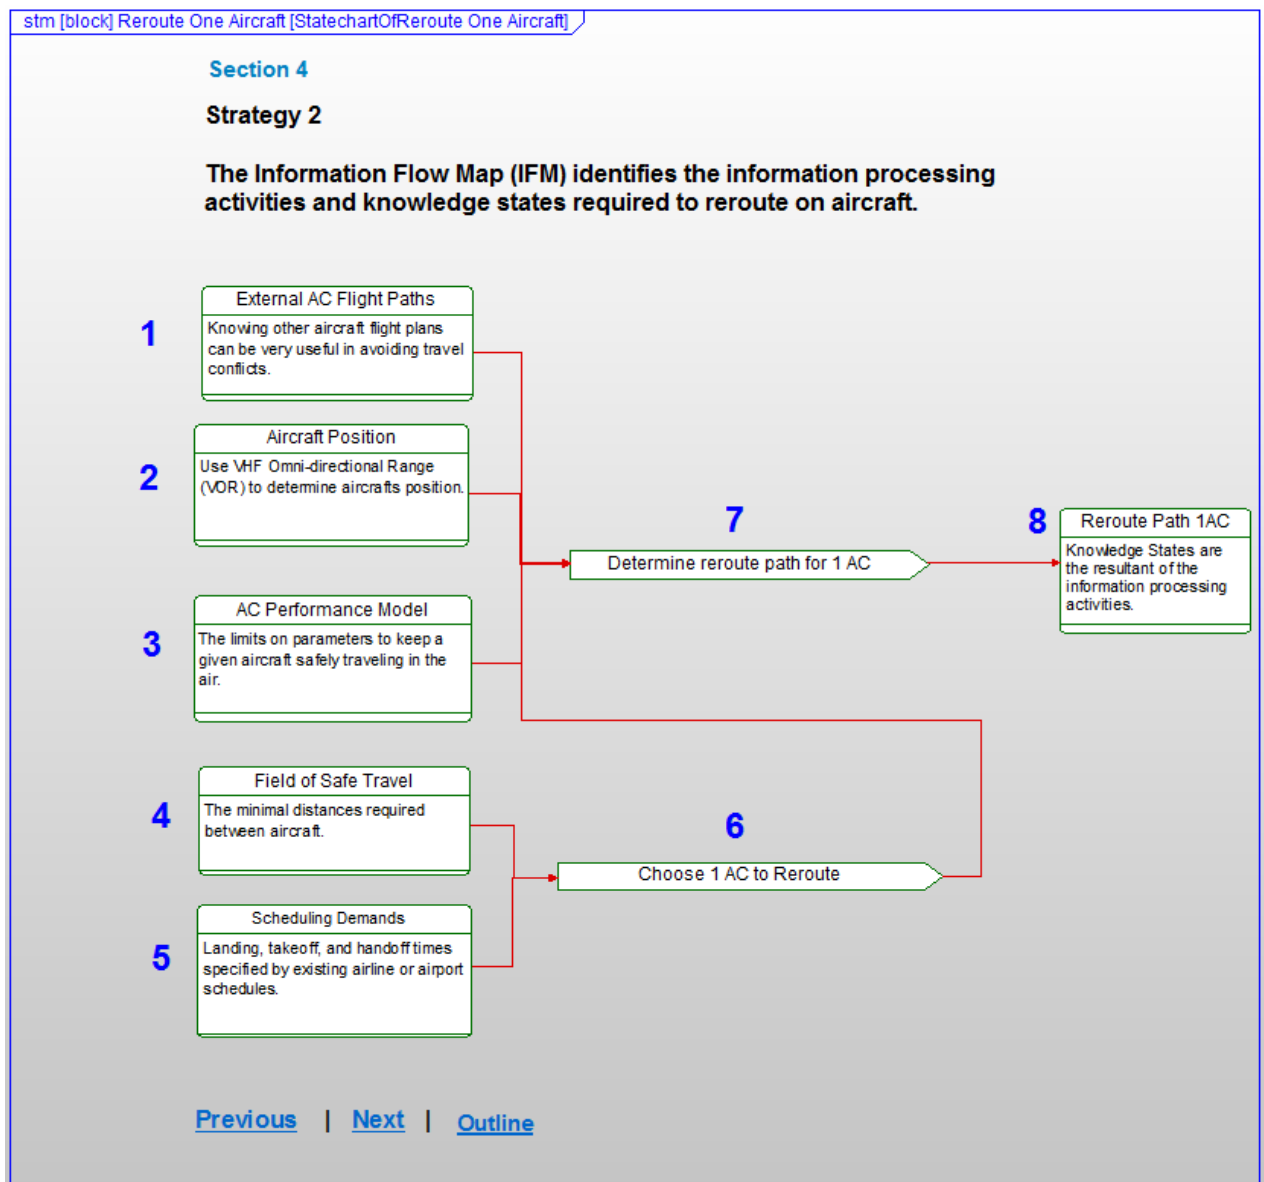 stm [block] Reroute One Aircraft [StatechartOfReroute One Aircraft]
Section 4
Strategy 2
The Information Flow Map (IFM) identifies the information processing
activities and knowledge states required to reroute on aircraft.
1
External AC Flight Paths
Knowing other aircraft flight plans
can be very useful in avoiding travel
conflicts.
2
Aircraft Position
Use VHF Omni-directional Range
(VOR) to determine aircrafts position.
3
AC Performance Model
The limits on parameters to keep a
given aircraft safely traveling in the
air.
4
Field of Safe Travel
The minimal distances required
between aircraft.
5
Scheduling Demands
Landing, takeoff, and handoff times
specified by existing airline or airport
schedules.
6
Choose 1 AC to Reroute
7
Determine reroute path for 1 AC
8
Reroute Path 1AC
Knowledge States are
the resultant of the
information processing
activities.
Previous | Next | Outline